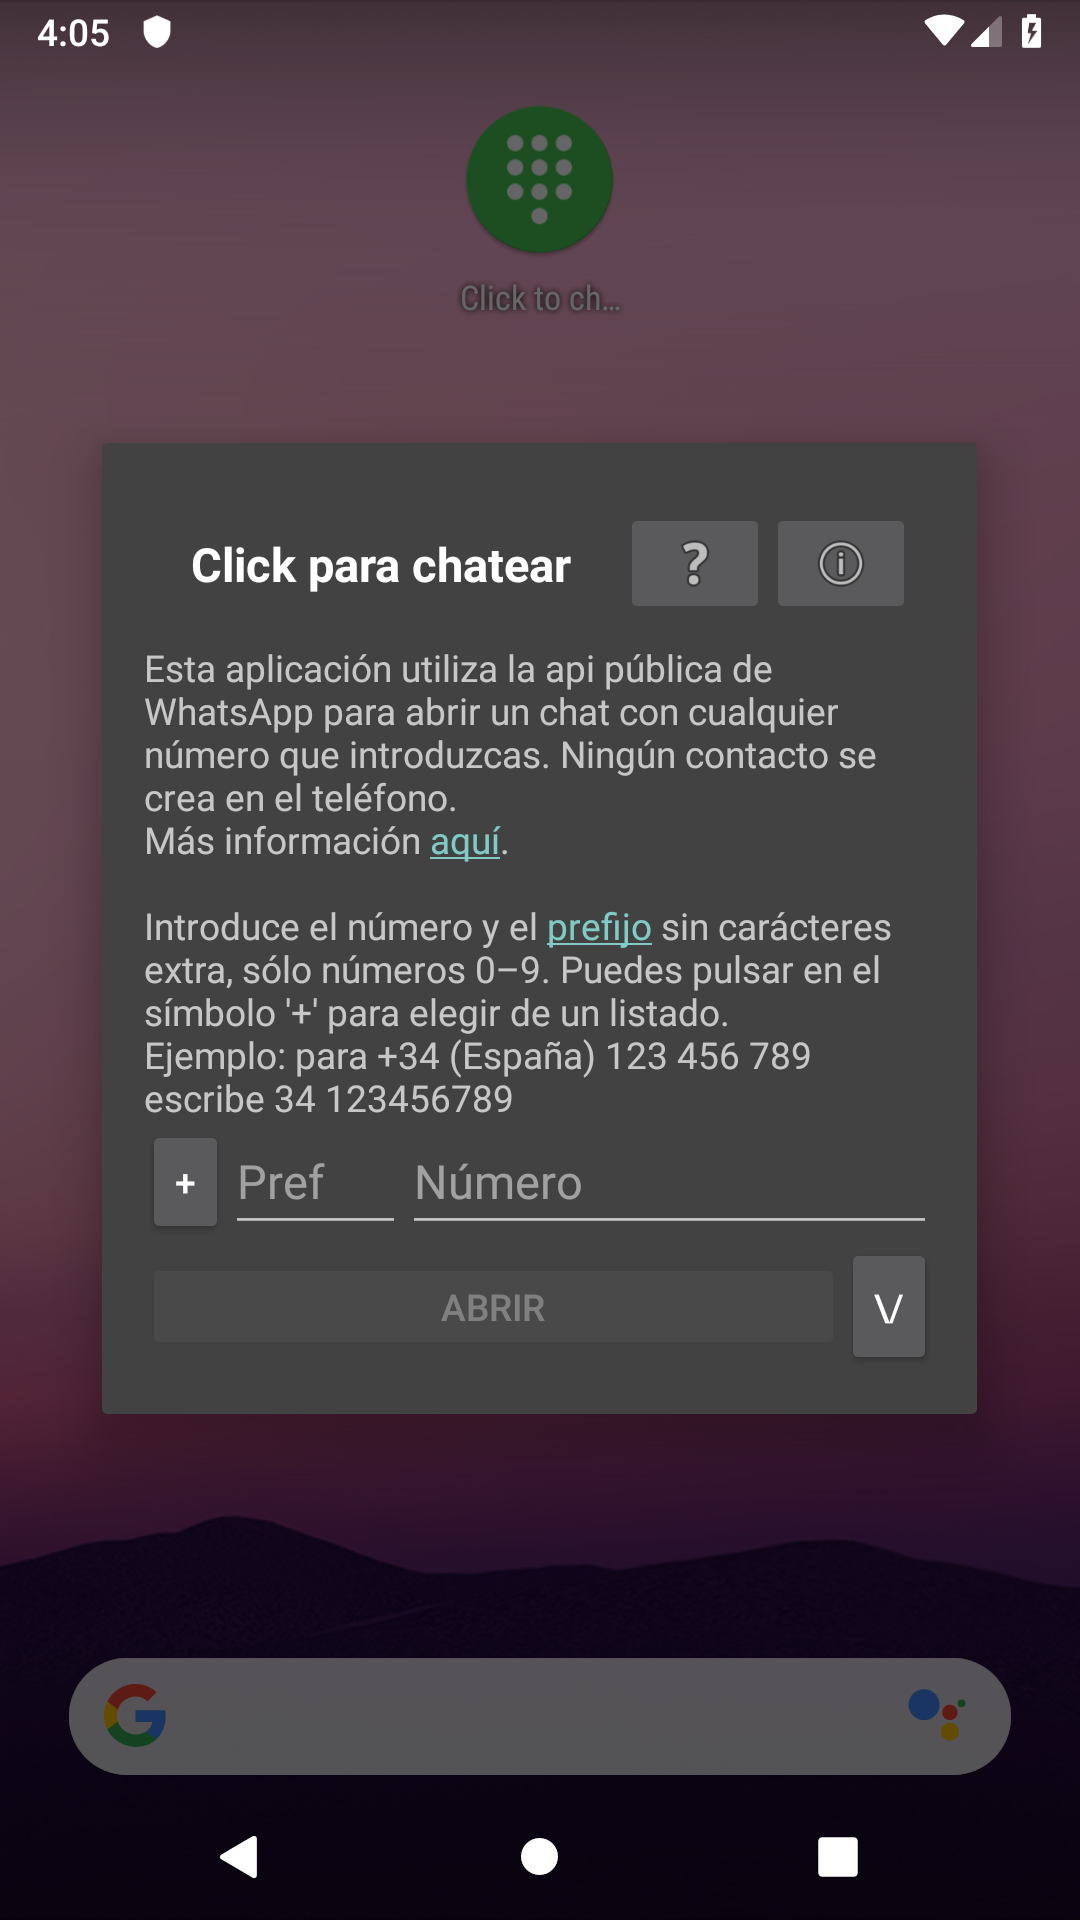 4:05
Click to ch...
Click para chatear
?
i
Esta aplicación utiliza la api pública de
WhatsApp para abrir un chat con cualquier
número que introduzcas. Ningún contacto se
crea en el teléfono.
Más información aquí.
Introduce el número y el prefijo sin carácteres
extra, sólo números 0–9. Puedes pulsar en el
símbolo '+' para elegir de un listado.
Ejemplo: para +34 (España) 123 456 789
escribe 34 123456789
+ Pref Número
ABRIR \/